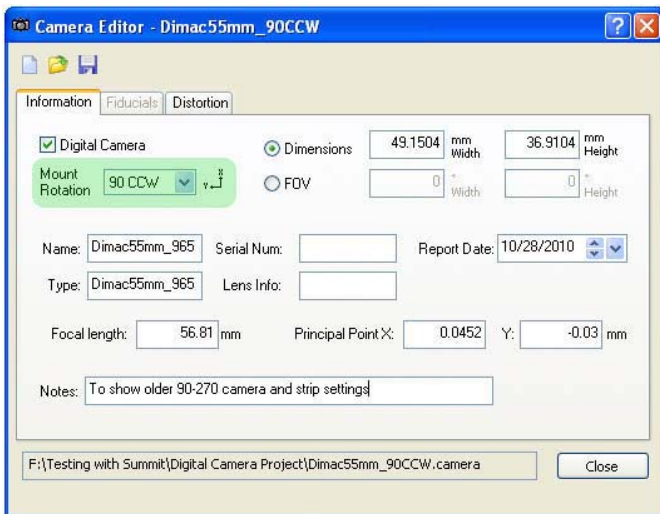 Camera Editor - Dimac55mm_90CCW
Information Fiducials Distortion
Digital Camera Dimensions 49.1504 mm Width 36.9104 mm Height
Mount Rotation 90 CCW Y X FOV 0 ° Width 0 ° Height
Name: Dimac55mm_965 Serial Num: Report Date: 10/28/2010
Type: Dimac55mm_965 Lens Info:
Focal length: 56.81 mm Principal Point X: 0.0452 Y: -0.03 mm
Notes: To show older 90-270 camera and strip settings
F:\Testing with Summit\Digital Camera Project\Dimac55mm_90CCW.camera Close